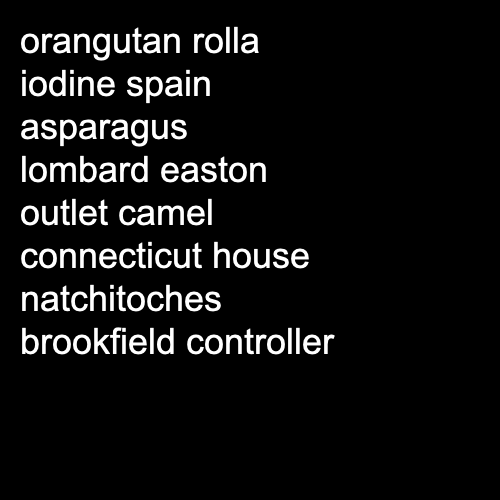 orangutan rolla
iodine spain
asparagus
lombard easton
outlet camel
connecticut house
natchitoches
brookfield controller